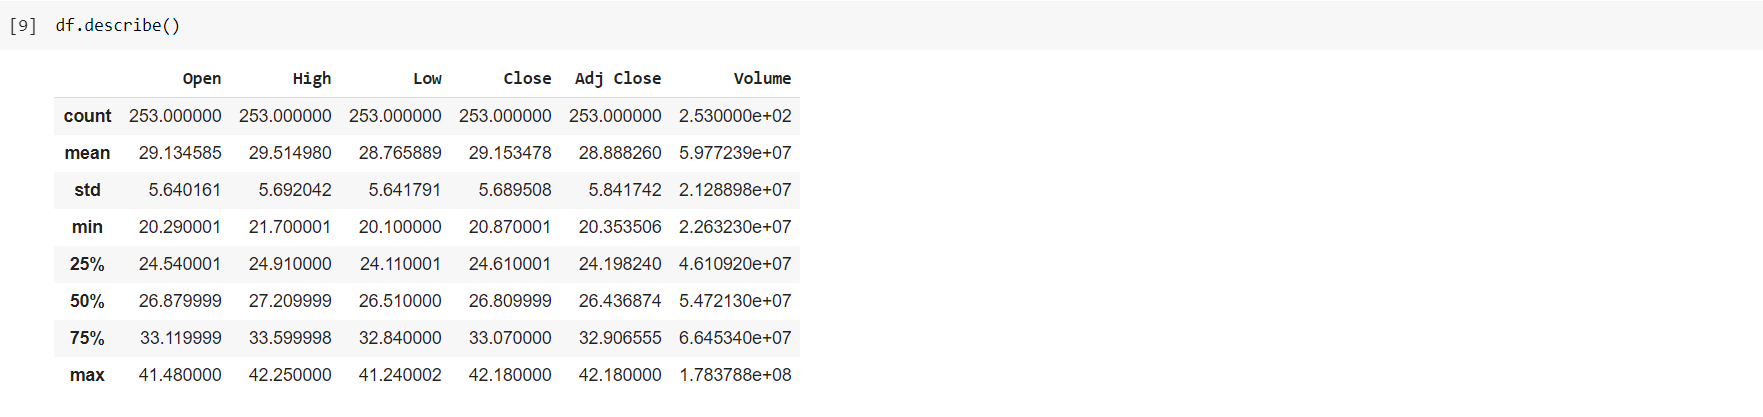 [9] df.describe()
Open High Low Close Adj Close Volume
count 253.000000 253.000000 253.000000 253.000000 253.000000 2.530000e+02
mean 29.134585 29.514980 28.765889 29.153478 28.888260 5.977239e+07
std 5.640161 5.692042 5.641791 5.689508 5.841742 2.128898e+07
min 20.290001 21.700001 20.100000 20.870001 20.353506 2.263230e+07
25% 24.540001 24.910000 24.110001 24.610001 24.198240 4.610920e+07
50% 26.879999 27.209999 26.510000 26.809999 26.436874 5.472130e+07
75% 33.119999 33.599998 32.840000 33.070000 32.906555 6.645340e+07
max 41.480000 42.250000 41.240002 42.180000 42.180000 1.783788e+08